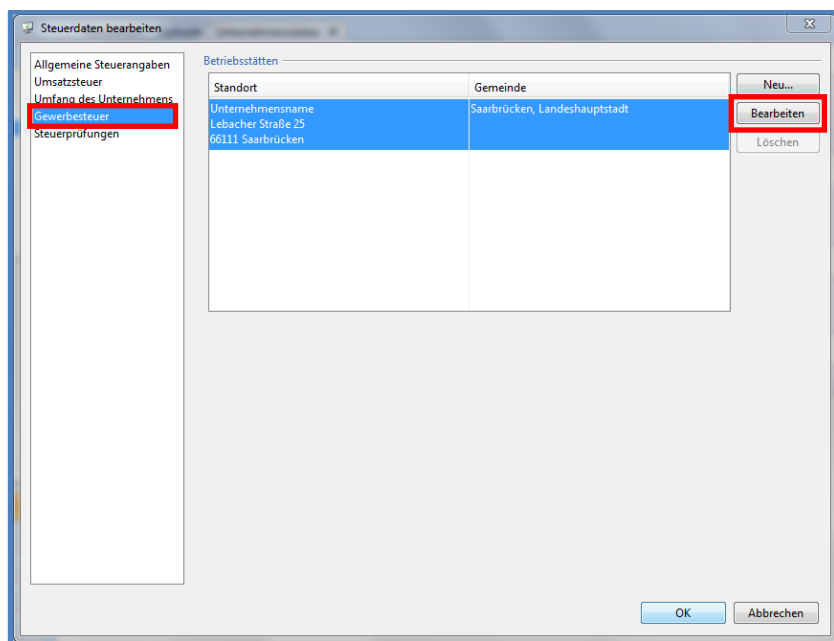 Steuerdaten bearbeiten
Allgemeine Steuerangaben
Umsatzsteuer
Umfang des Unternehmens
Gewerbesteuer
Steuerprüfungen
Betriebsstätten
Standort
Gemeinde
Unternehmensname
Lebacher Straße 25
66111 Saarbrücken
Saarbrücken, Landeshauptstadt
Neu...
Bearbeiten
Löschen
OK
Abbrechen